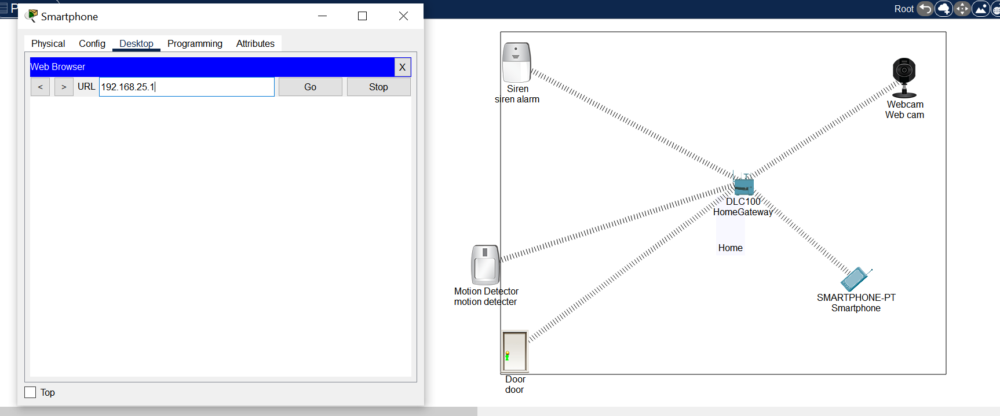 P
Root
Smartphone
Physical Config Desktop Programming Attributes
Web Browser X
< > URL 192.168.25.1 Go Stop
Top
Siren
siren alarm
Webcam
Web cam
DLC100
HomeGateway
Home
Motion Detector
motion detecter
SMARTPHONE-PT
Smartphone
Door
door